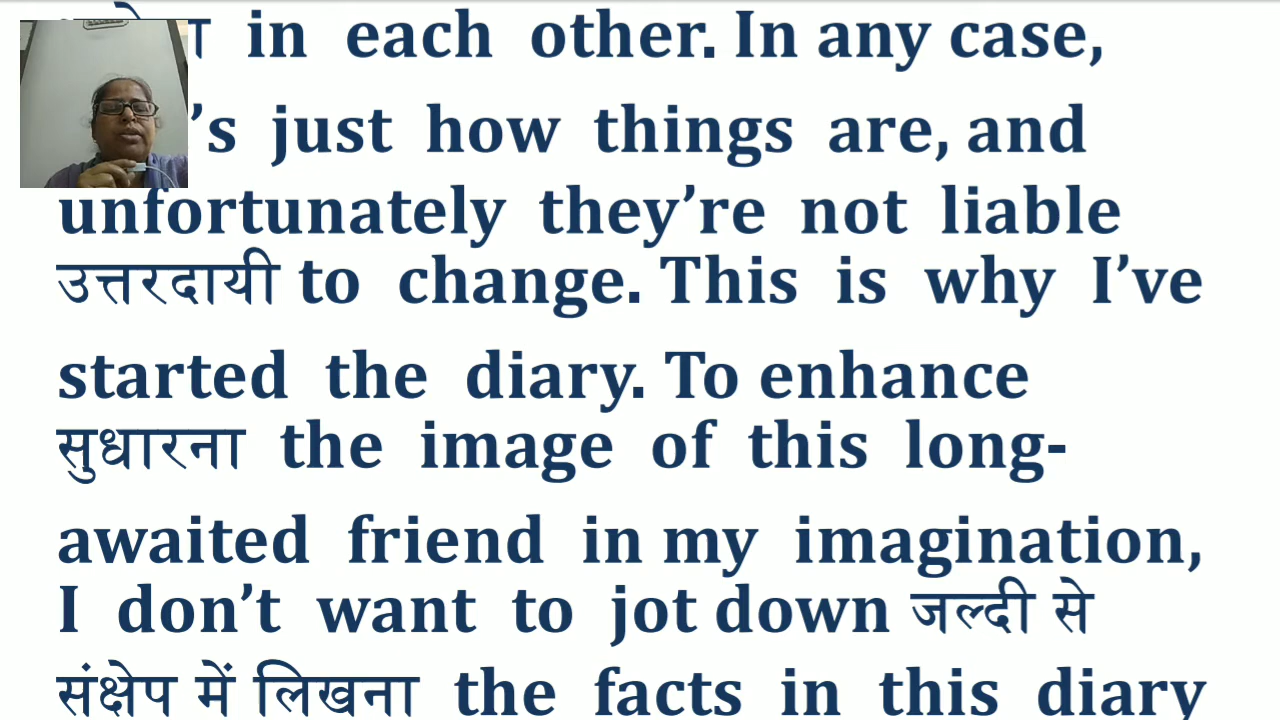 in each other. In any case,
’s just how things are, and
unfortunately they’re not liable
उत्तरदायी to change. This is why I’ve
started the diary. To enhance
सुधारना the image of this long-
awaited friend in my imagination,
I don’t want to jot down जल्दी से
संक्षेप में लिखना the facts in this diary